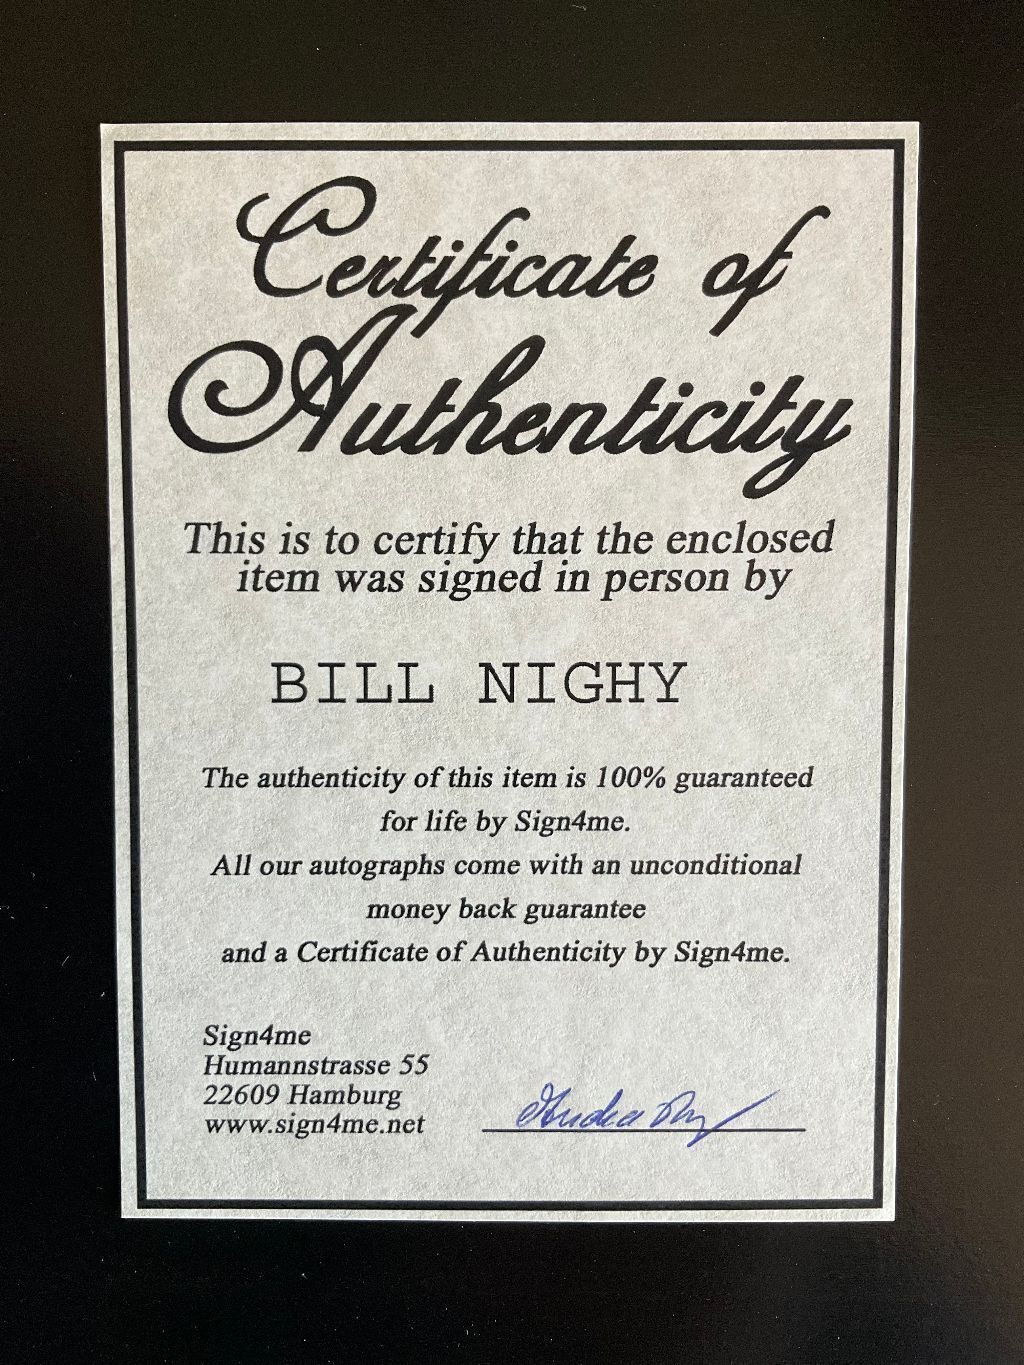 Certificate of
Authenticity
This is to certify that the enclosed
item was signed in person by
BILL NIGHY
The authenticity of this item is 100% guaranteed
for life by Sign4me.
All our autographs come with an unconditional
money back guarantee
and a Certificate of Authenticity by Sign4me.
Sign4me
Humannstrasse 55
22609 Hamburg
www.sign4me.net